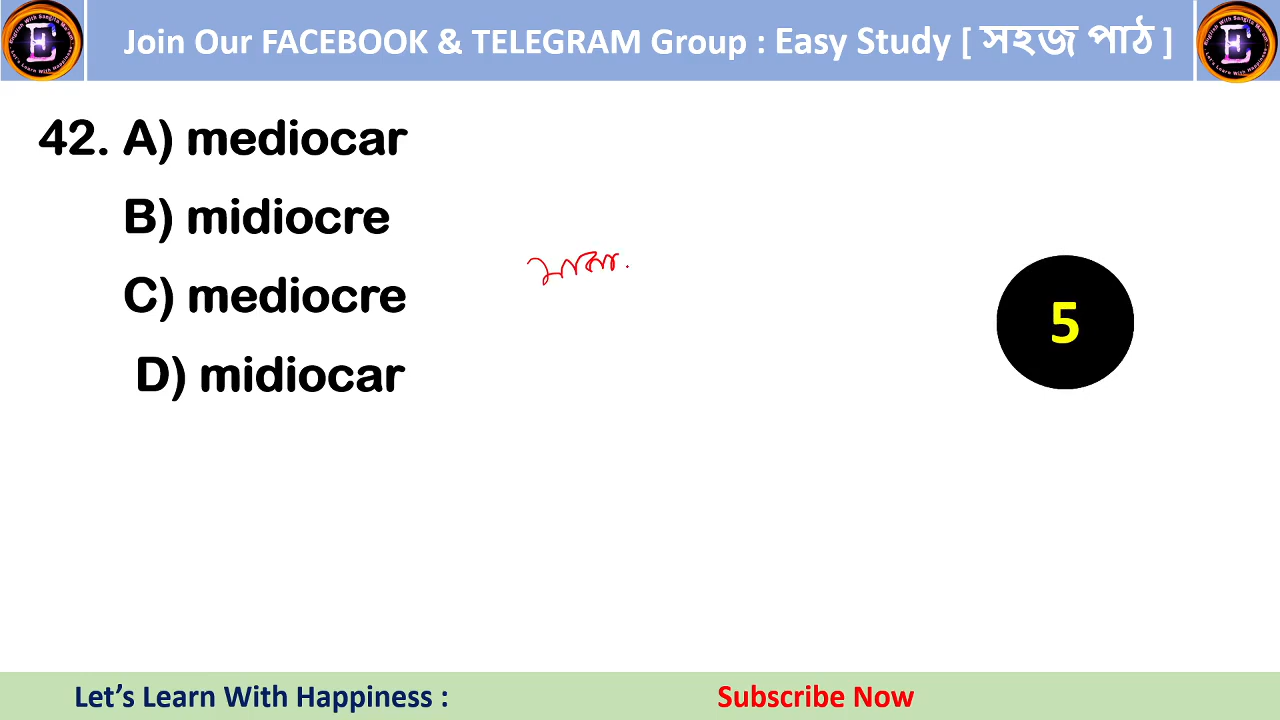 Join Our FACEBOOK & TELEGRAM Group : Easy Study [ সহজ পাঠ ]
42. A) mediocar
B) midiocre
C) mediocre
D) midiocar
5
Let's Learn With Happiness :
Subscribe Now